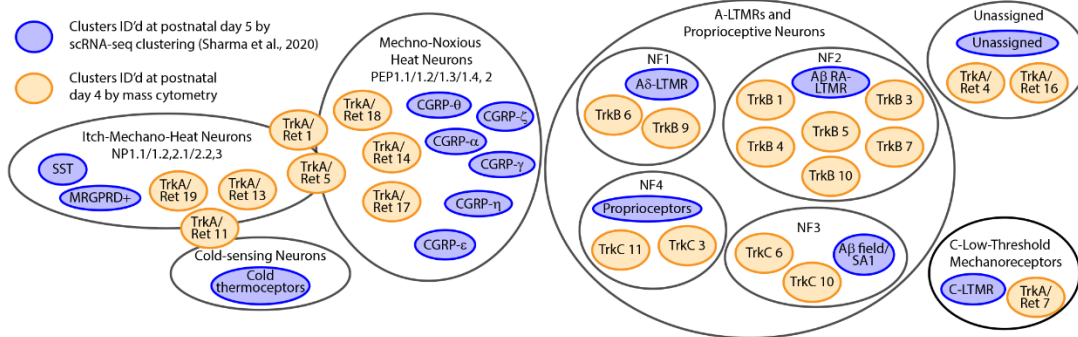 Clusters ID'd at postnatal day 5 by
scRNA-seq clustering (Sharma et al., 2020)
Clusters ID'd at postnatal
day 4 by mass cytometry
Itch-Mechano-Heat Neurons
NP1.1/1.2,2.1/2.2,3
SST
MRGPRD+
TrkA/
Ret 19
TrkA/
Ret 13
TrkA/
Ret 11
TrkA/
Ret 1
TrkA/
Ret 5
Cold-sensing Neurons
Cold
thermoceptors
Mechno-Noxious
Heat Neurons
PEP1.1/1.2/1.3/1.4, 2
TrkA/
Ret 18
TrkA/
Ret 14
TrkA/
Ret 17
CGRP-θ
CGRP-ζ
CGRP-α
CGRP-γ
CGRP-η
CGRP-ε
A-LTMRs and
Proprioceptive Neurons
NF1
Aδ-LTMR
TrkB 6
TrkB 9
NF2
Aβ RA-
LTMR
TrkB 1
TrkB 3
TrkB 5
TrkB 4
TrkB 7
TrkB 10
NF4
Proprioceptors
TrkC 11
TrkC 3
NF3
TrkC 6
Aβ field/
SA1
TrkC 10
Unassigned
Unassigned
TrkA/
Ret 4
TrkA/
Ret 16
C-Low-Threshold
Mechanoreceptors
C-LTMR
TrkA/
Ret 7